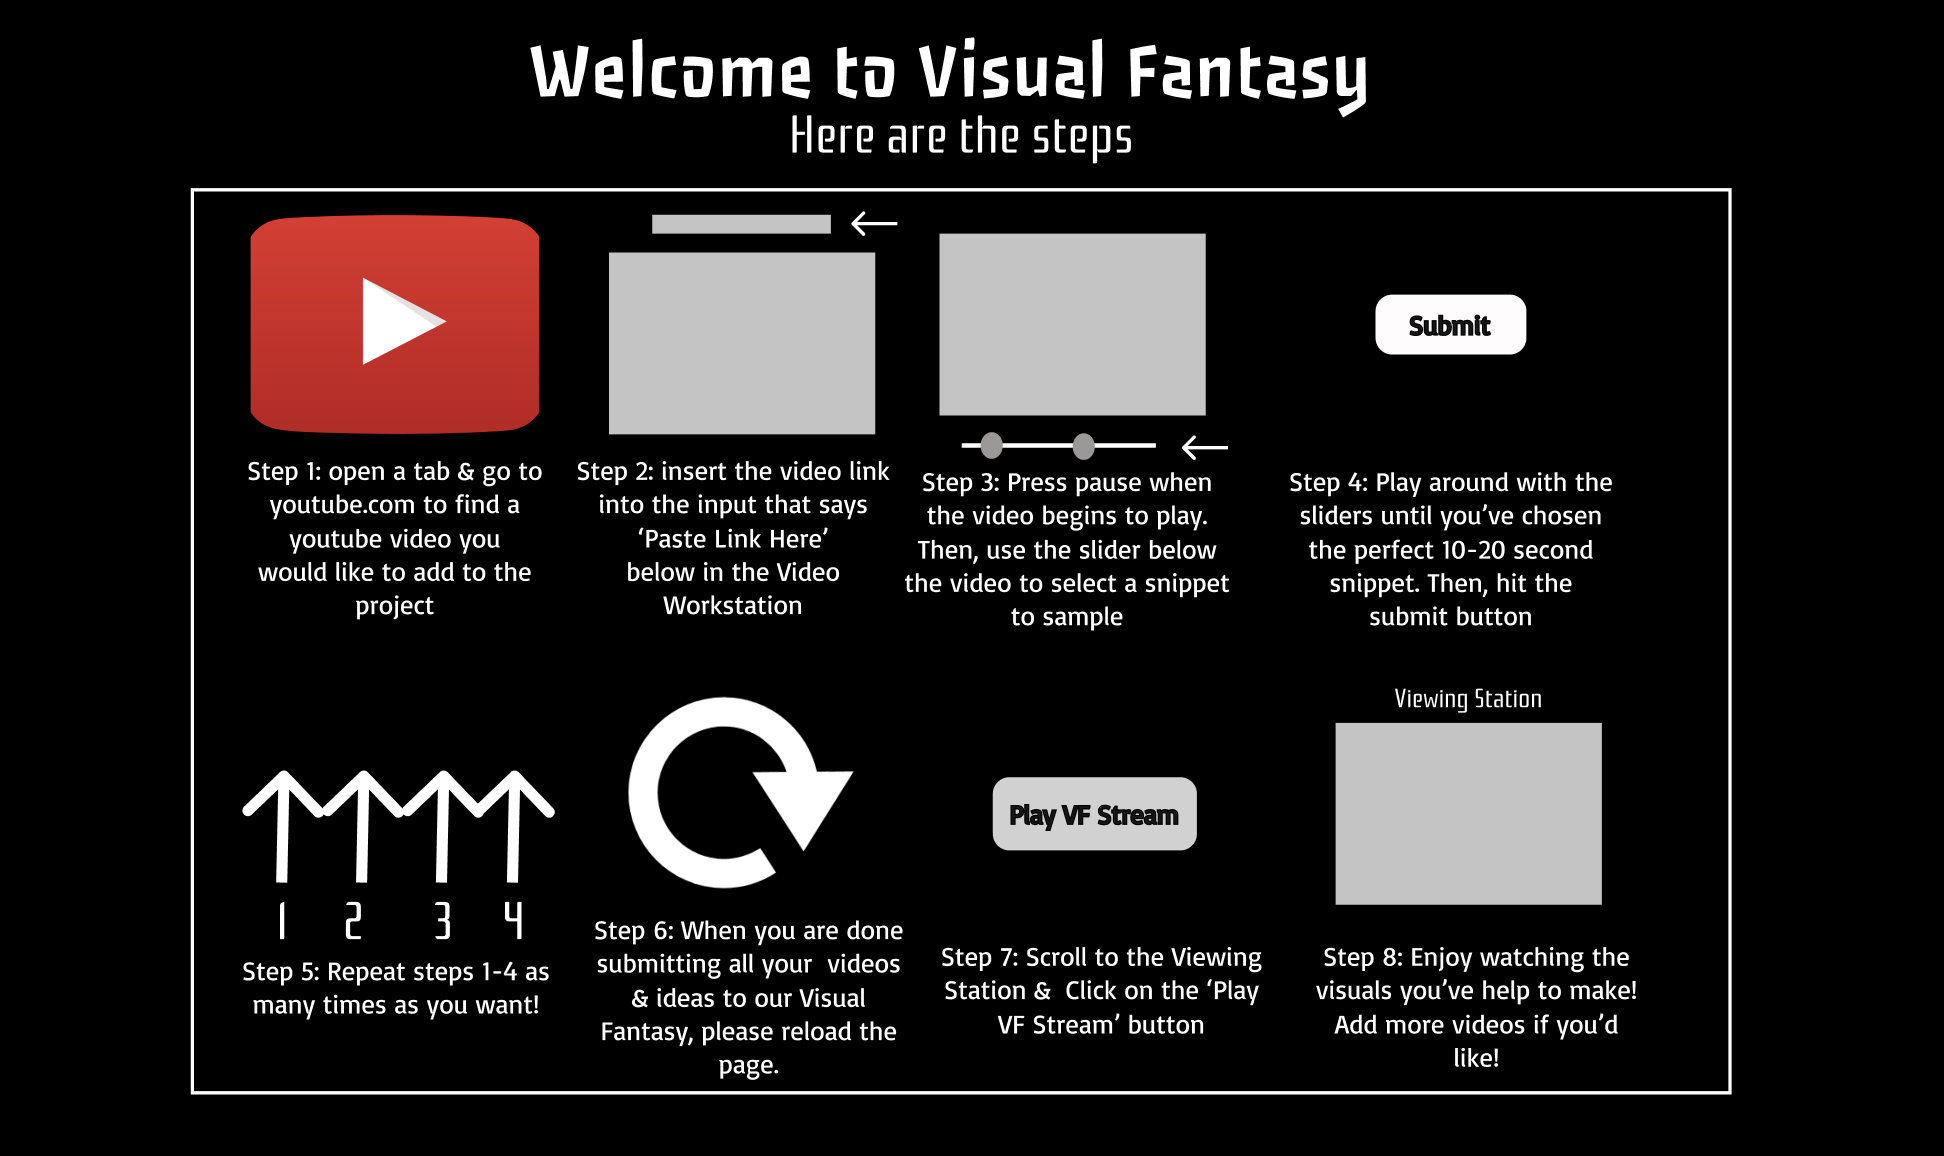 Welcome to Visual Fantasy
Here are the steps
Step 1: open a tab & go to
youtube.com to find a
youtube video you
would like to add to the
project
Step 2: insert the video link
into the input that says
‘Paste Link Here’
below in the Video
Workstation
Step 3: Press pause when
the video begins to play.
Then, use the slider below
the video to select a snippet
to sample
Submit
Step 4: Play around with the
sliders until you’ve chosen
the perfect 10-20 second
snippet. Then, hit the
submit button
1 2 3 4
Step 5: Repeat steps 1-4 as
many times as you want!
Step 6: When you are done
submitting all your  videos
& ideas to our Visual
Fantasy, please reload the
page.
Play VF Stream
Step 7: Scroll to the Viewing
Station &  Click on the ‘Play
VF Stream’ button
Viewing Station
Step 8: Enjoy watching the
visuals you’ve help to make!
Add more videos if you’d
like!